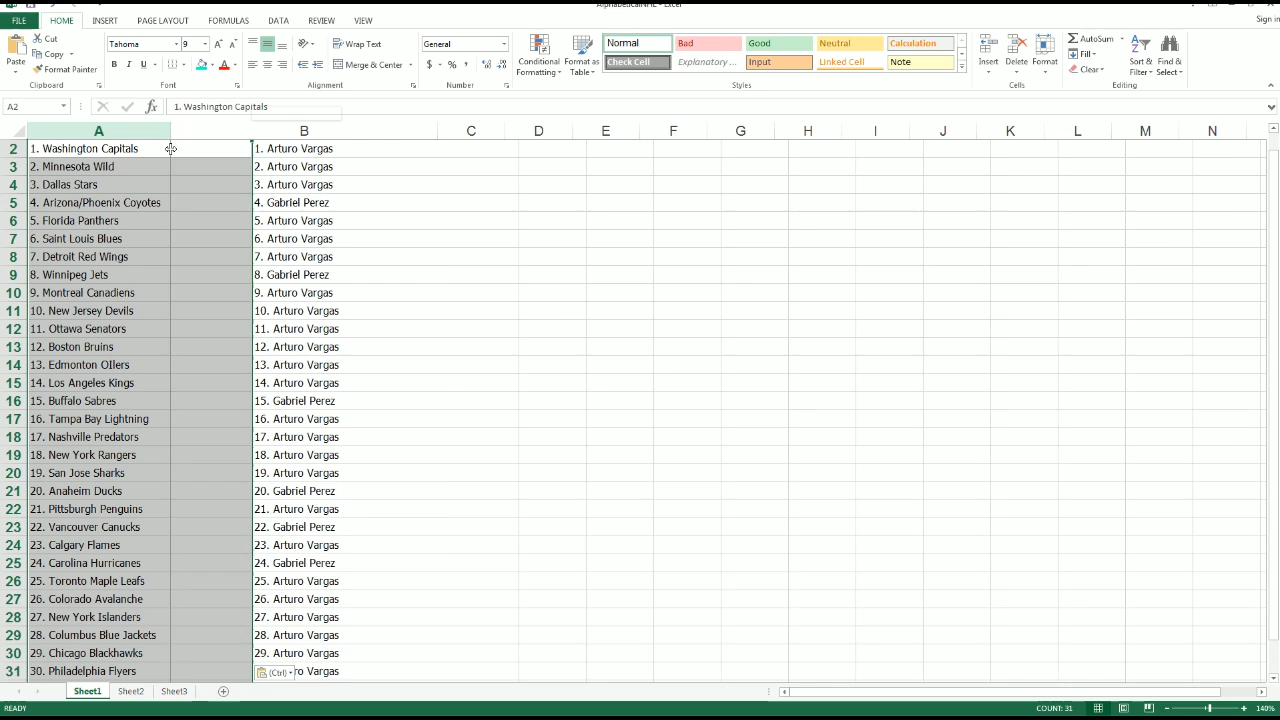 AlphabeticalNHL - Excel
Sign in
FILE HOME INSERT PAGE LAYOUT FORMULAS DATA REVIEW VIEW
Cut
Copy
Format Painter
Paste
Clipboard
Tahoma 9
B I U
Font
Wrap Text
Merge & Center
Alignment
General
$ % ,
Number
Conditional Formatting
Format as Table
Normal Bad Good Neutral Calculation
Check Cell Explanatory ... Input Linked Cell Note
Styles
Insert Delete Format
Cells
AutoSum
Fill
Clear
Sort & Filter
Find & Select
Editing
A2 fx 1. Washington Capitals
A B C D E F G H I J K L M N
2 1. Washington Capitals 1. Arturo Vargas
3 2. Minnesota Wild 2. Arturo Vargas
4 3. Dallas Stars 3. Arturo Vargas
5 4. Arizona/Phoenix Coyotes 4. Gabriel Perez
6 5. Florida Panthers 5. Arturo Vargas
7 6. Saint Louis Blues 6. Arturo Vargas
8 7. Detroit Red Wings 7. Arturo Vargas
9 8. Winnipeg Jets 8. Gabriel Perez
10 9. Montreal Canadiens 9. Arturo Vargas
11 10. New Jersey Devils 10. Arturo Vargas
12 11. Ottawa Senators 11. Arturo Vargas
13 12. Boston Bruins 12. Arturo Vargas
14 13. Edmonton OIlers 13. Arturo Vargas
15 14. Los Angeles Kings 14. Arturo Vargas
16 15. Buffalo Sabres 15. Gabriel Perez
17 16. Tampa Bay Lightning 16. Arturo Vargas
18 17. Nashville Predators 17. Arturo Vargas
19 18. New York Rangers 18. Arturo Vargas
20 19. San Jose Sharks 19. Arturo Vargas
21 20. Anaheim Ducks 20. Gabriel Perez
22 21. Pittsburgh Penguins 21. Arturo Vargas
23 22. Vancouver Canucks 22. Gabriel Perez
24 23. Calgary Flames 23. Arturo Vargas
25 24. Carolina Hurricanes 24. Gabriel Perez
26 25. Toronto Maple Leafs 25. Arturo Vargas
27 26. Colorado Avalanche 26. Arturo Vargas
28 27. New York Islanders 27. Arturo Vargas
29 28. Columbus Blue Jackets 28. Arturo Vargas
30 29. Chicago Blackhawks 29. Arturo Vargas
31 30. Philadelphia Flyers (Ctrl) Vargas
Sheet1 Sheet2 Sheet3
READY COUNT: 31 140%